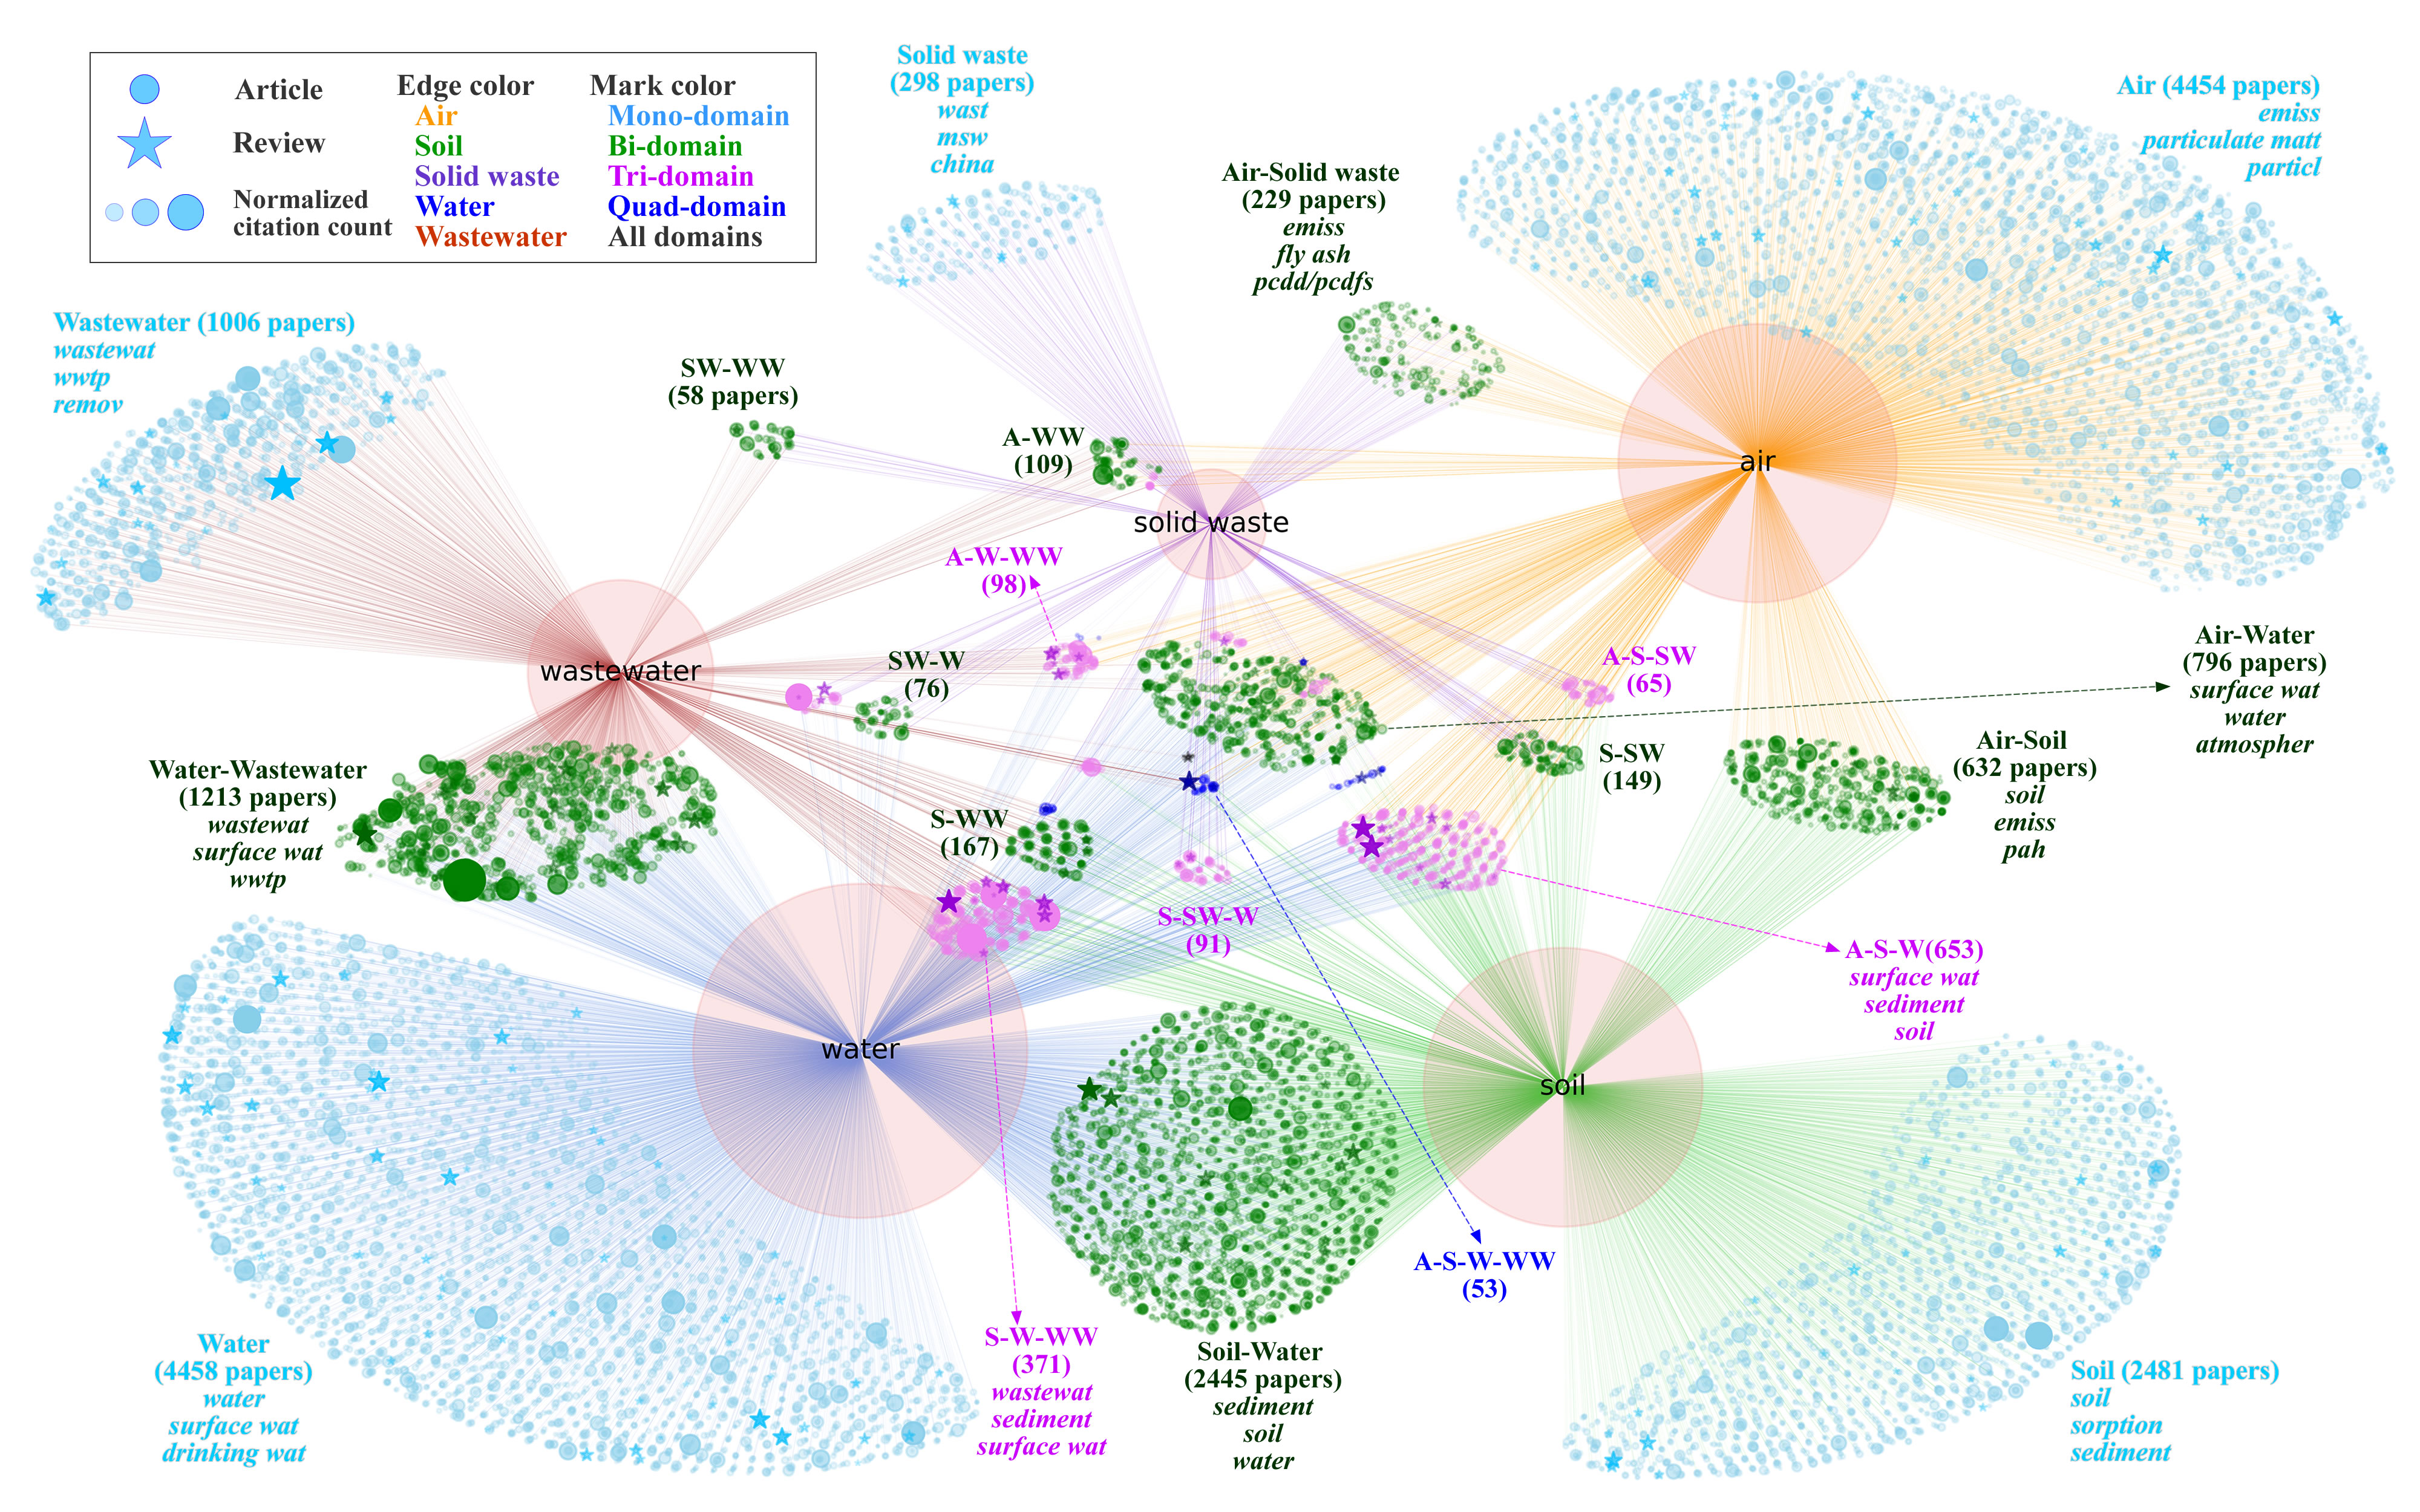 Article
Review
Normalized
citation count
Edge color
Air
Soil
Solid waste
Water
Wastewater
Mark color
Mono-domain
Bi-domain
Tri-domain
Quad-domain
All domains
Solid waste
(298 papers)
wast
msw
china
Air-Solid waste
(229 papers)
emiss
fly ash
pcdd/pcdfs
Air (4454 papers)
emiss
particulate matt
particl
Wastewater (1006 papers)
wastewat
wwtp
remov
SW-WW
(58 papers)
A-WW
(109)
air
solid waste
A-W-WW
(98)
wastewater
SW-W
(76)
A-S-SW
(65)
Air-Water
(796 papers)
surface wat
water
atmospher
S-SW
(149)
Air-Soil
(632 papers)
soil
emiss
pah
Water-Wastewater
(1213 papers)
wastewat
surface wat
wwtp
S-WW
(167)
S-SW-W
(91)
A-S-W(653)
surface wat
sediment
soil
water
soil
A-S-W-WW
(53)
S-W-WW
(371)
wastewat
sediment
surface wat
Soil-Water
(2445 papers)
sediment
soil
water
Water
(4458 papers)
water
surface wat
drinking wat
Soil (2481 papers)
soil
sorption
sediment